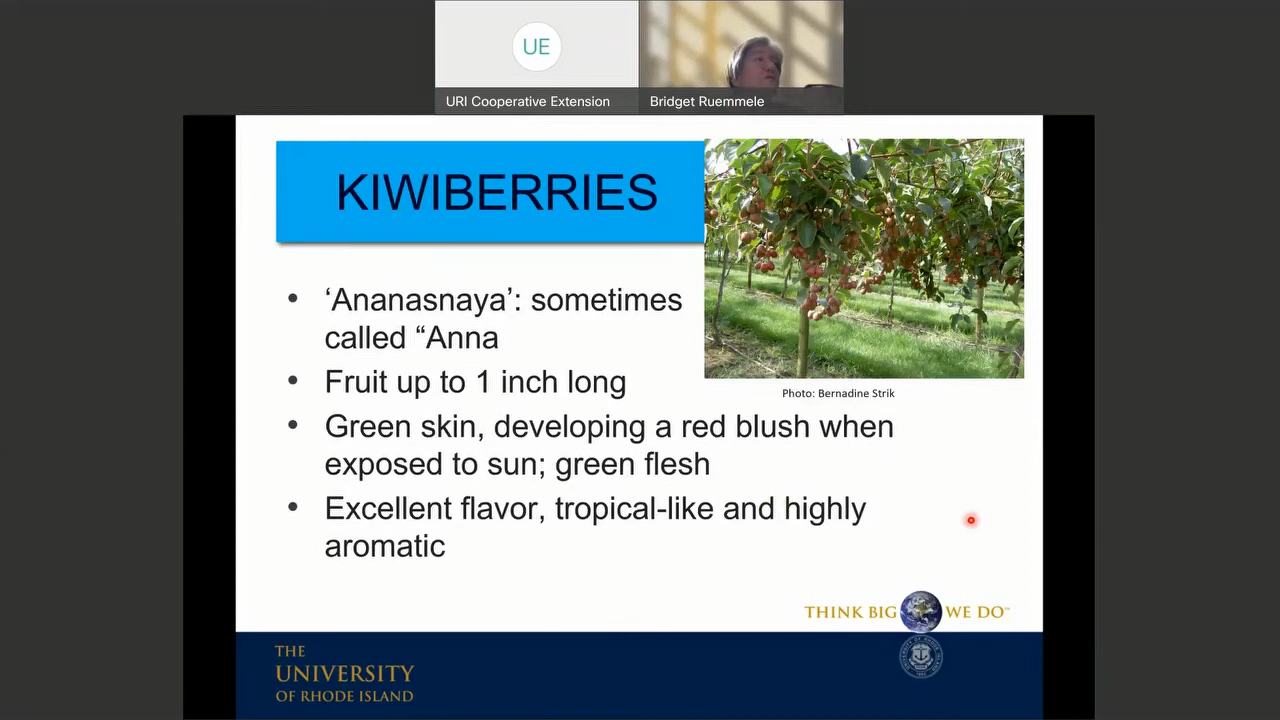 UE
URI Cooperative Extension
Bridget Ruemmele
KIWIBERRIES
• ‘Ananasnaya’: sometimes
called “Anna
• Fruit up to 1 inch long
• Green skin, developing a red blush when
exposed to sun; green flesh
• Excellent flavor, tropical-like and highly
aromatic
Photo: Bernadine Strik
THINK BIG WE DO™
THE
UNIVERSITY
OF RHODE ISLAND